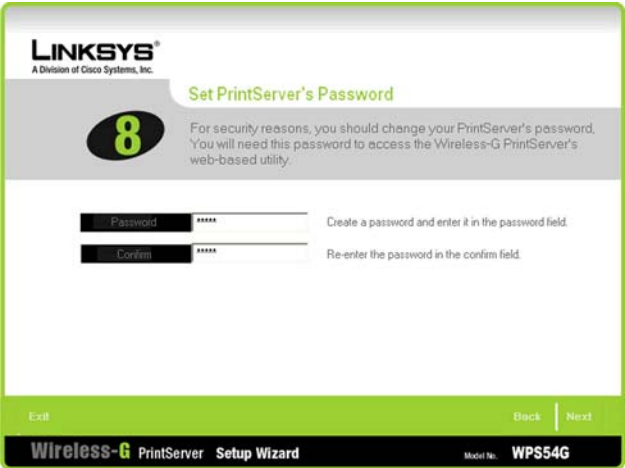 LINKSYS®
A Division of Cisco Systems, Inc.
Set PrintServer's Password
8
For security reasons, you should change your PrintServer's password,
You will need this password to access the Wireless-G PrintServer's
web-based utility.
Password ***** Create a password and enter it in the password field.
Confirm ***** Re-enter the password in the confirm field.
Exit Back Next
Wireless-G PrintServer Setup Wizard Model No. WPS54G